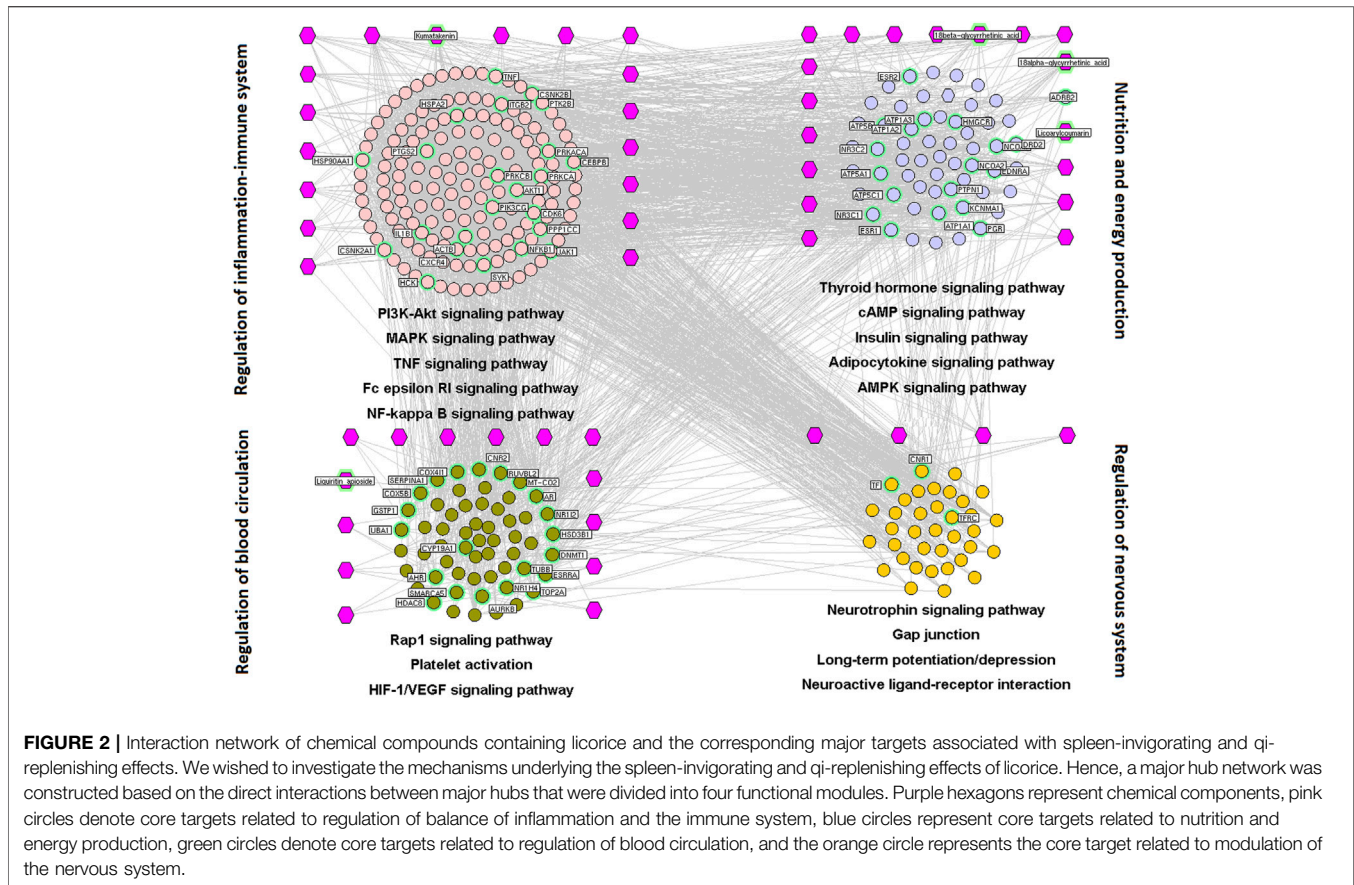 Regulation of inflammation-immune system
Kumatakenin
TNF
CSNK2B
HSPA2
ITGB2
PTK2B
PTGS2
HSP90AA1
PRKACA
CEBPB
PRKCB
PRKCA
AKT1
PIK3CG
CDK6
IL1B
PPP1CC
CSNK2A1
ACTB
NFKB1
JAK1
CXCR4
SYK
HCK
PI3K-Akt signaling pathway
MAPK signaling pathway
TNF signaling pathway
Fc epsilon RI signaling pathway
NF-kappa B signaling pathway
Nutrition and energy production
18beta-glycyrrhetinic acid
18alpha-glycyrrhetinic acid
ESR2
ADRB2
ATP1A3
HMGCR
ATP1A2
Licoarylcoumarin
NR3C2
DRD2
NCOA2
EDNRA
ATP5A1
PTPN1
ATP5C1
KCNMA1
NR3C1
ESR1
ATP1A1
PGR
Thyroid hormone signaling pathway
cAMP signaling pathway
Insulin signaling pathway
Adipocytokine signaling pathway
AMPK signaling pathway
Regulation of blood circulation
Liquiritin apioside
CNR2
COX4I1
RUVBL2
SERPINA1
MT-CO2
COX5B
AR
GSTP1
NR1I2
UBA1
HSD3B1
CYP19A1
DNMT1
TUBB
ESRRA
AHR
NR1H4
SMARCA5
TOP2A
HDAC8
AURKB
Rap1 signaling pathway
Platelet activation
HIF-1/VEGF signaling pathway
Regulation of nervous system
CNR1
TF
TFRC
Neurotrophin signaling pathway
Gap junction
Long-term potentiation/depression
Neuroactive ligand-receptor interaction
FIGURE 2 | Interaction network of chemical compounds containing licorice and the corresponding major targets associated with spleen-invigorating and qi-
replenishing effects. We wished to investigate the mechanisms underlying the spleen-invigorating and qi-replenishing effects of licorice. Hence, a major hub network was
constructed based on the direct interactions between major hubs that were divided into four functional modules. Purple hexagons represent chemical components, pink
circles denote core targets related to regulation of balance of inflammation and the immune system, blue circles represent core targets related to nutrition and
energy production, green circles denote core targets related to regulation of blood circulation, and the orange circle represents the core target related to modulation of
the nervous system.